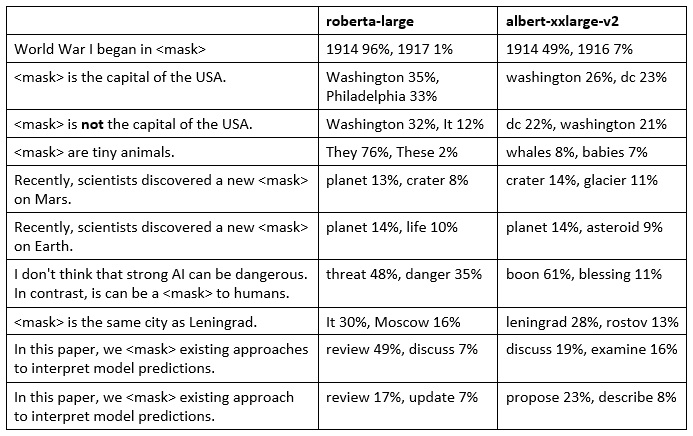 roberta-large albert-xxlarge-v2
World War I began in <mask> 1914 96%, 1917 1% 1914 49%, 1916 7%
<mask> is the capital of the USA. Washington 35%, washington 26%, dc 23%
Philadelphia 33%
<mask> is not the capital of the USA. Washington 32%, It 12% dc 22%, washington 21%
<mask> are tiny animals. They 76%, These 2% whales 8%, babies 7%
Recently, scientists discovered a new <mask> planet 13%, crater 8% crater 14%, glacier 11%
on Mars.
Recently, scientists discovered a new <mask> planet 14%, life 10% planet 14%, asteroid 9%
on Earth.
I don't think that strong AI can be dangerous. threat 48%, danger 35% boon 61%, blessing 11%
In contrast, is can be a <mask> to humans.
<mask> is the same city as Leningrad. It 30%, Moscow 16% leningrad 28%, rostov 13%
In this paper, we <mask> existing approaches review 49%, discuss 7% discuss 19%, examine 16%
to interpret model predictions.
In this paper, we <mask> existing approach review 17%, update 7% propose 23%, describe 8%
to interpret model predictions.